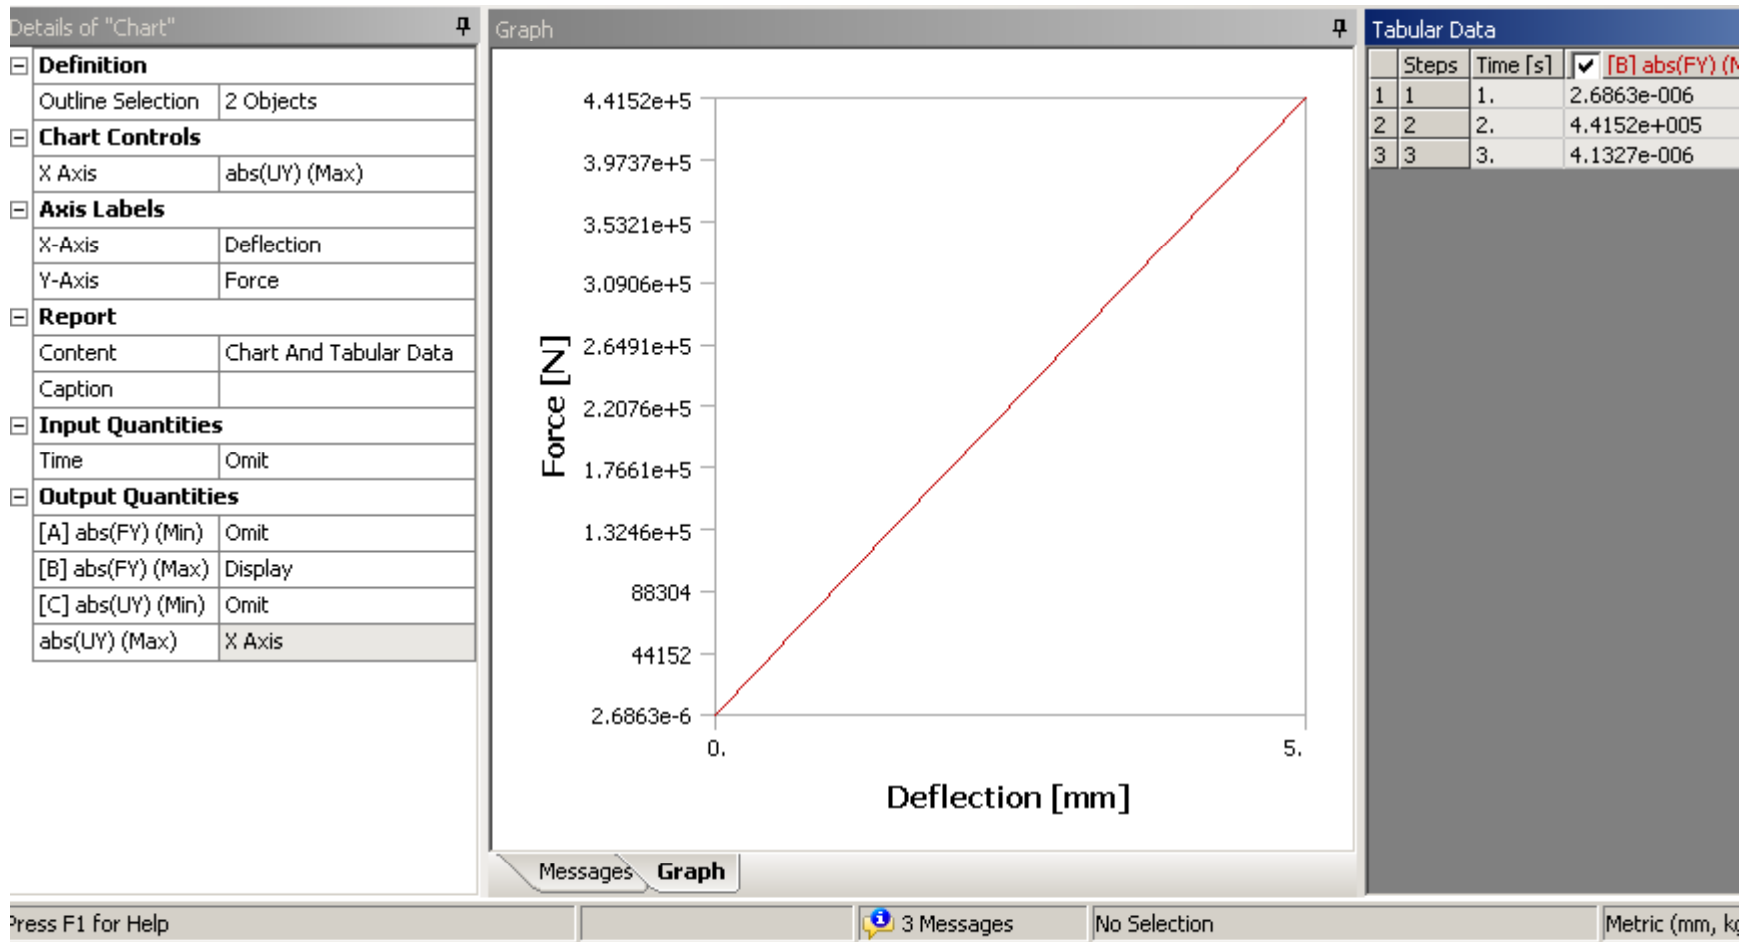 Details of "Chart"
Definition
Outline Selection 2 Objects
Chart Controls
X Axis abs(UY) (Max)
Axis Labels
X-Axis Deflection
Y-Axis Force
Report
Content Chart And Tabular Data
Caption
Input Quantities
Time Omit
Output Quantities
[A] abs(FY) (Min) Omit
[B] abs(FY) (Max) Display
[C] abs(UY) (Min) Omit
abs(UY) (Max) X Axis
Graph
4.4152e+5
3.9737e+5
3.5321e+5
3.0906e+5
2.6491e+5
2.2076e+5
1.7661e+5
1.3246e+5
88304
44152
2.6863e-6
Force [N]
0. 5.
Deflection [mm]
Messages Graph
Tabular Data
Steps Time [s] [B] abs(FY) (M
1 1 1. 2.6863e-006
2 2 2. 4.4152e+005
3 3 3. 4.1327e-006
Press F1 for Help 3 Messages No Selection Metric (mm, kg